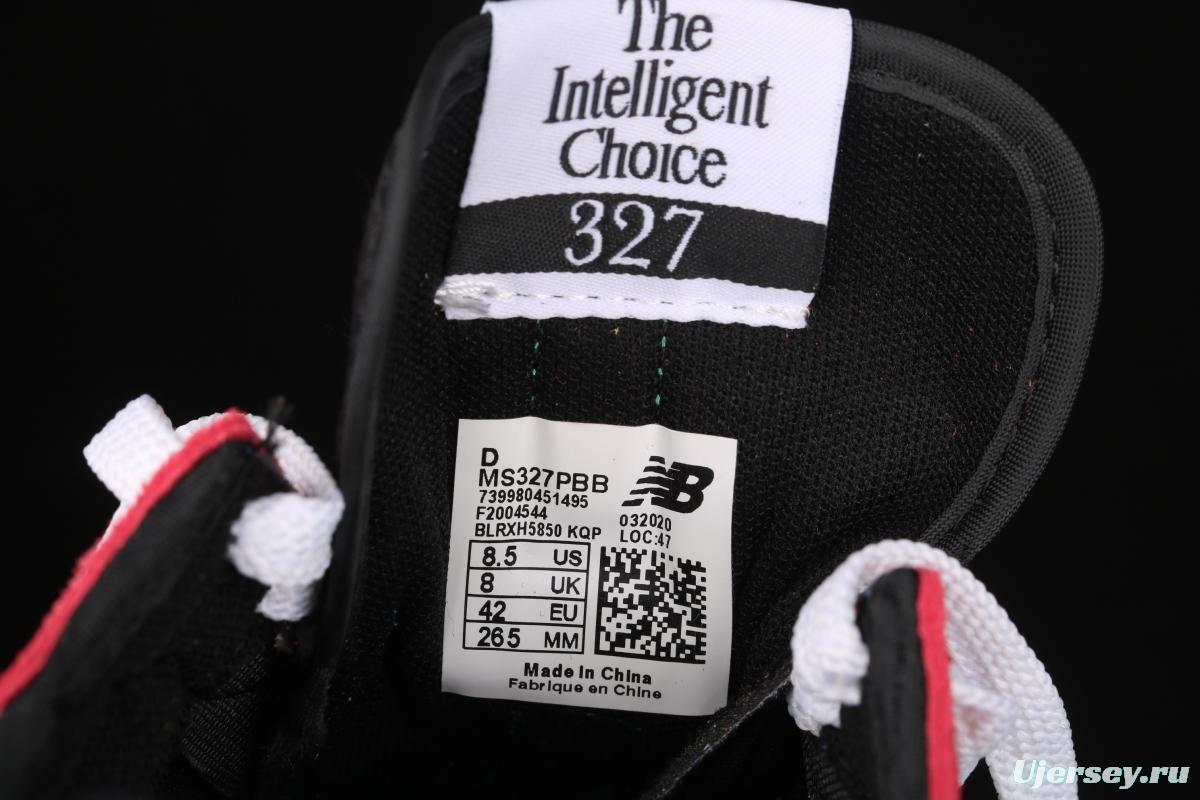 The
Intelligent
Choice
327
D
MS327PBB
739980451495
F2004544
BLRXH5850 KQP
NB
032020
LOC:47
8.5 US
8 UK
42 EU
265 MM
Made in China
Fabrique en Chine
Ujersey.ru